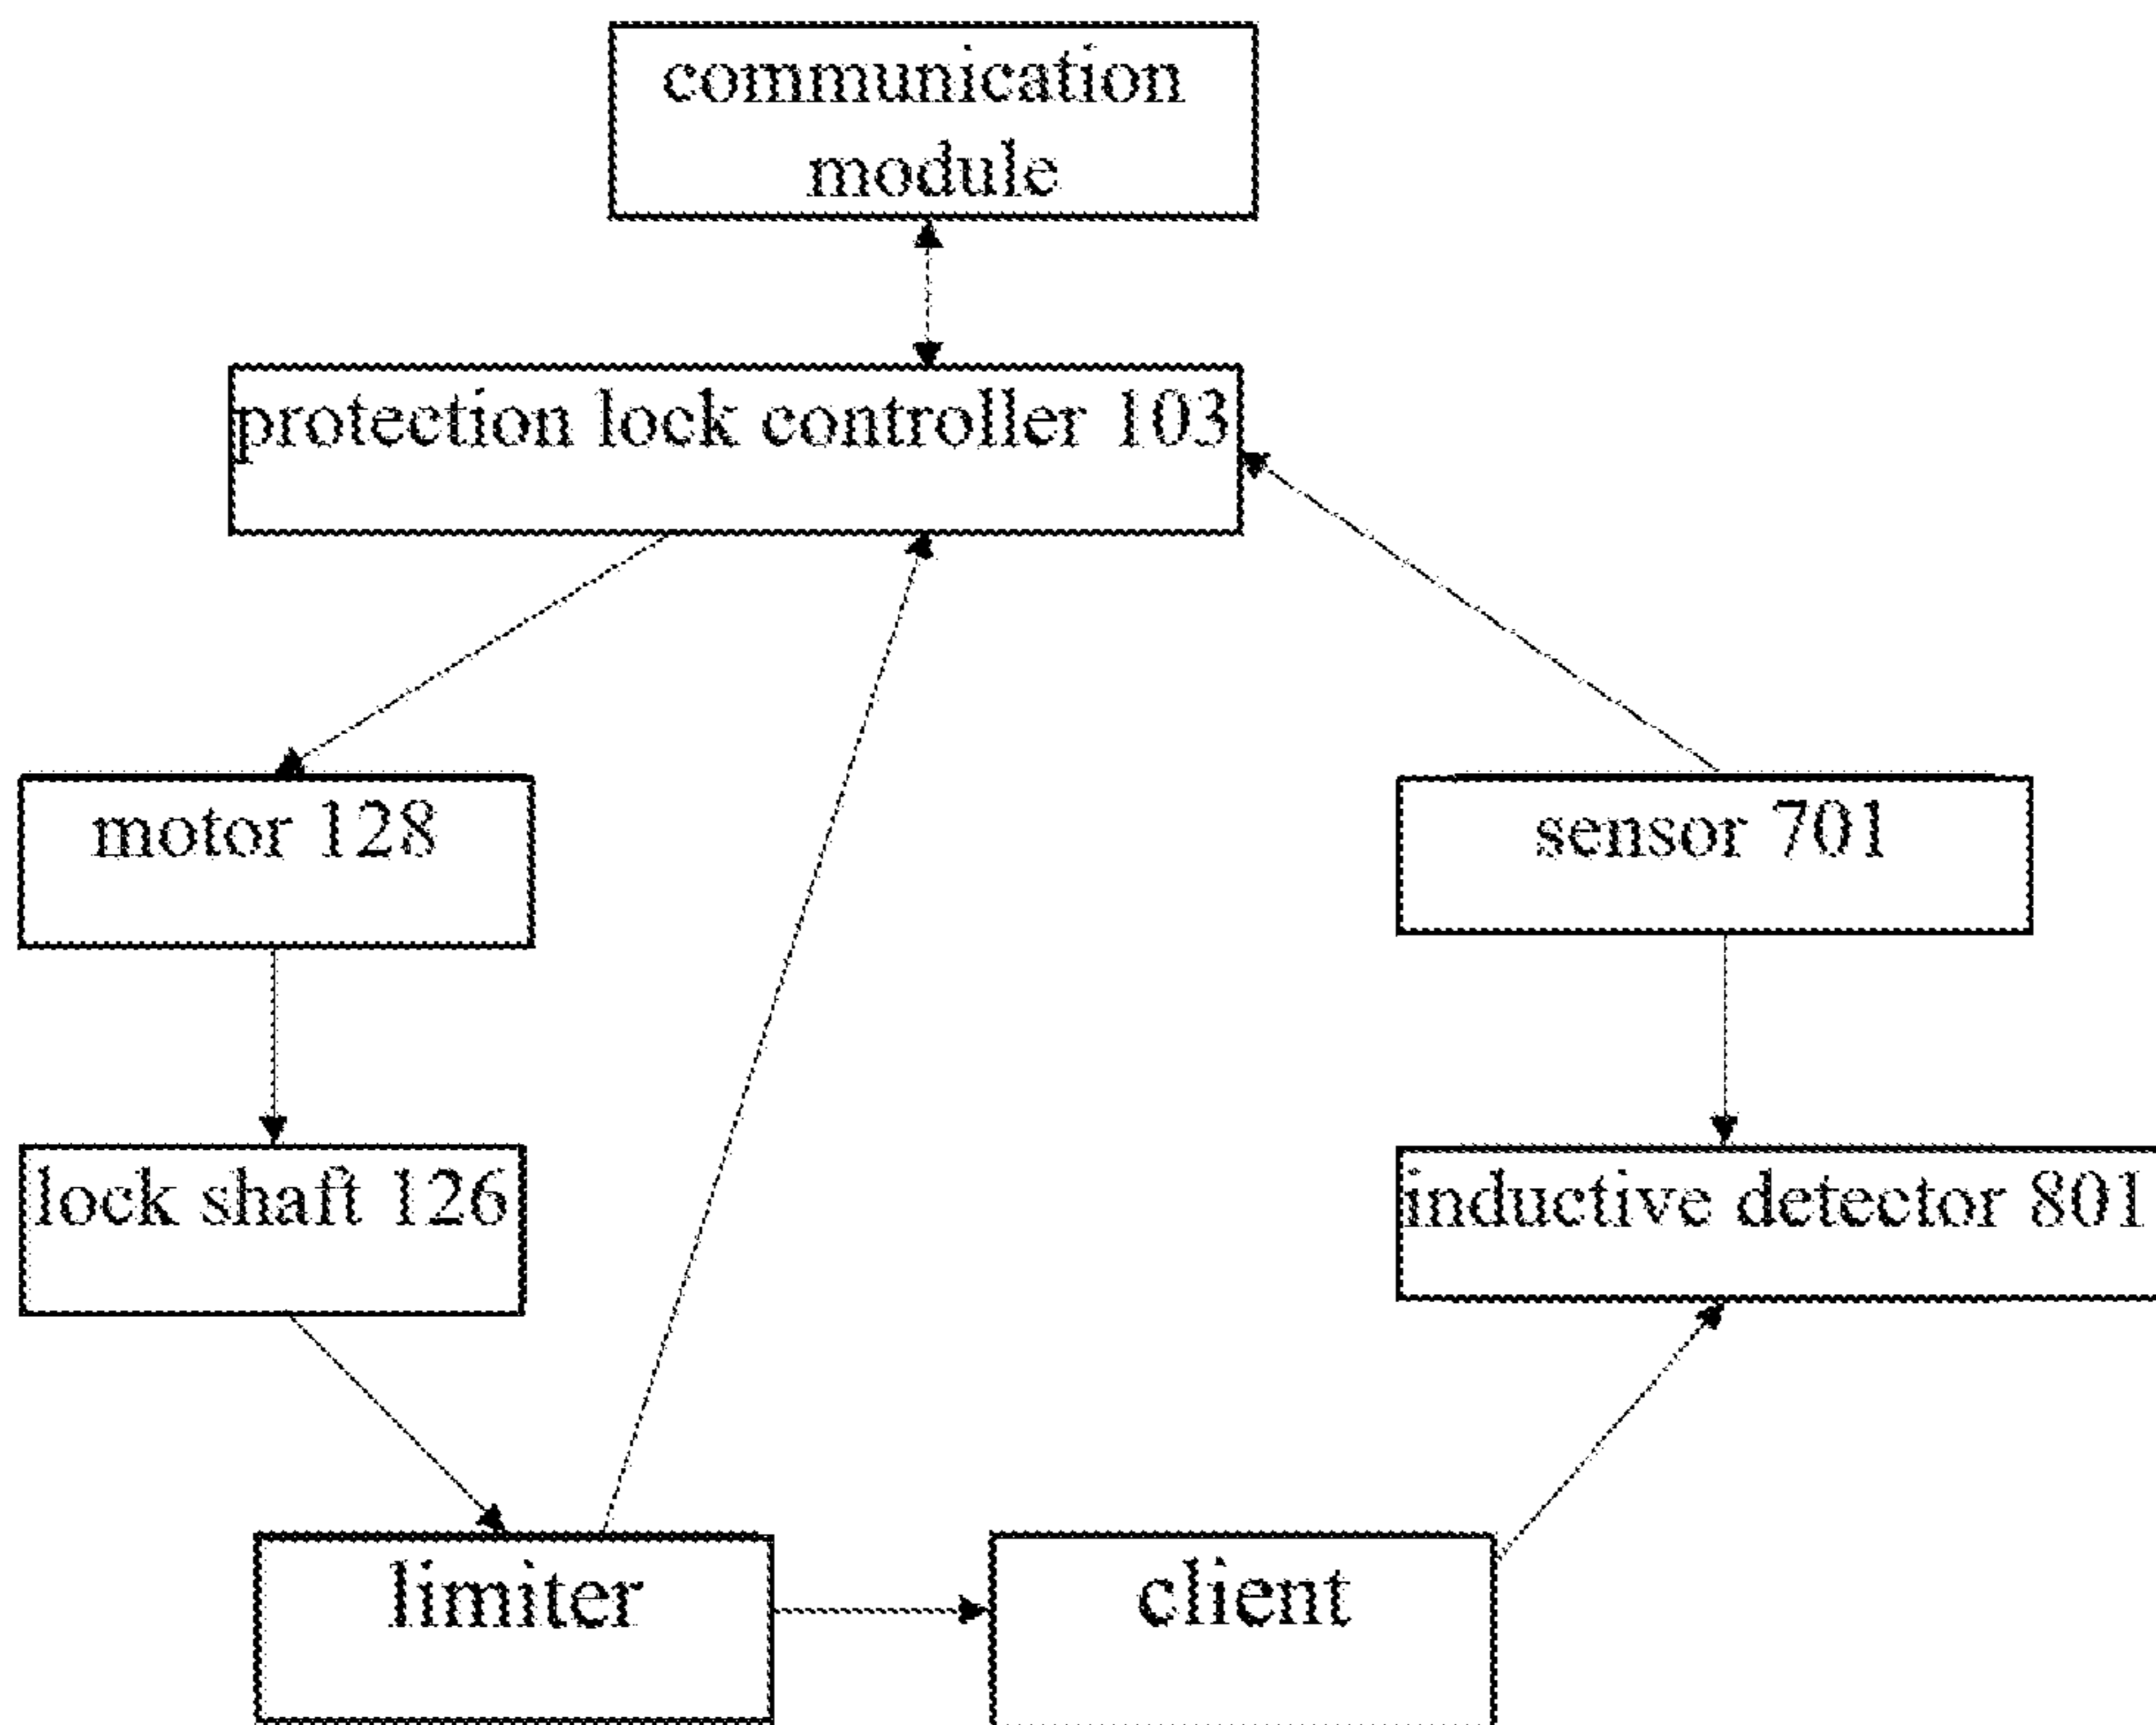 communication
module
protection lock controller 103
motor 128
sensor 701
lock shaft 126
inductive detector 801
limiter
client